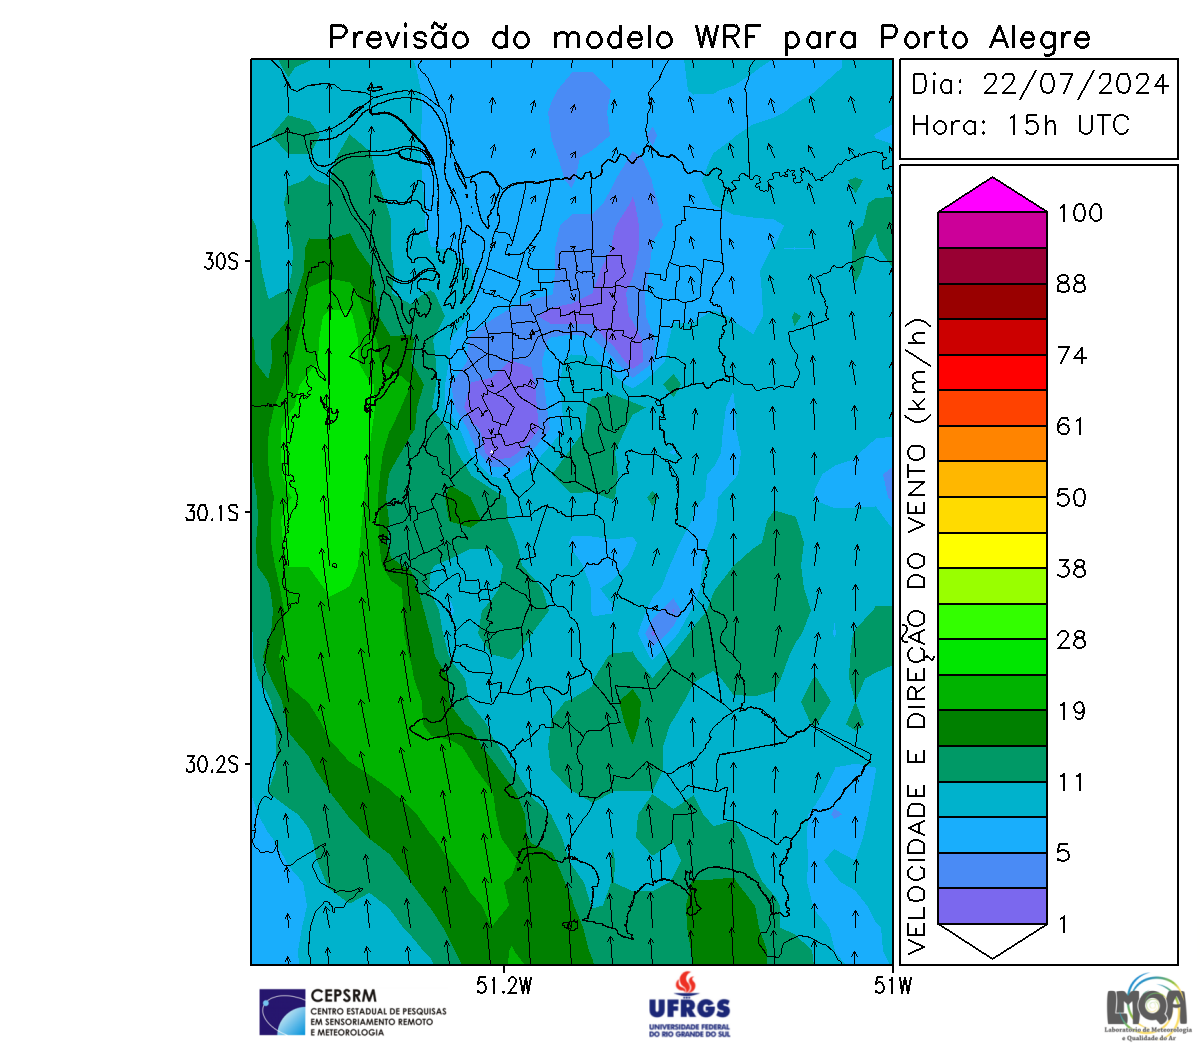 Previsão do modelo WRF para Porto Alegre
Dia: 22/07/2024
Hora: 15h UTC
30S
30.1S
30.2S
51.2W
51W
VELOCIDADE E DIREÇÃO DO VENTO (km/h)
100
88
74
61
50
38
28
19
11
5
1
CEPSRM
CENTRO ESTADUAL DE PESQUISAS
EM SENSORIAMENTO REMOTO
E METEOROLOGIA
UFRGS
UNIVERSIDADE FEDERAL
DO RIO GRANDE DO SUL
LMQA
Laboratório de Meteorologia
e Qualidade do Ar